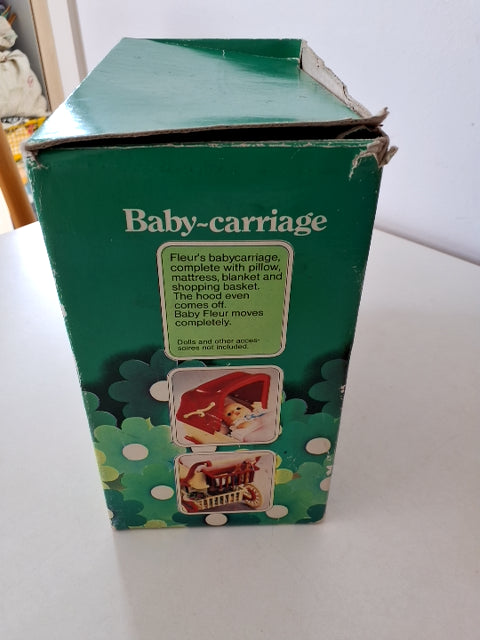 Baby~carriage
Fleur's babycarriage,
complete with pillow,
mattress, blanket and
shopping basket.
The hood even
comes off.
Baby Fleur moves
completely.
Dolls and other acces-
soires not included.